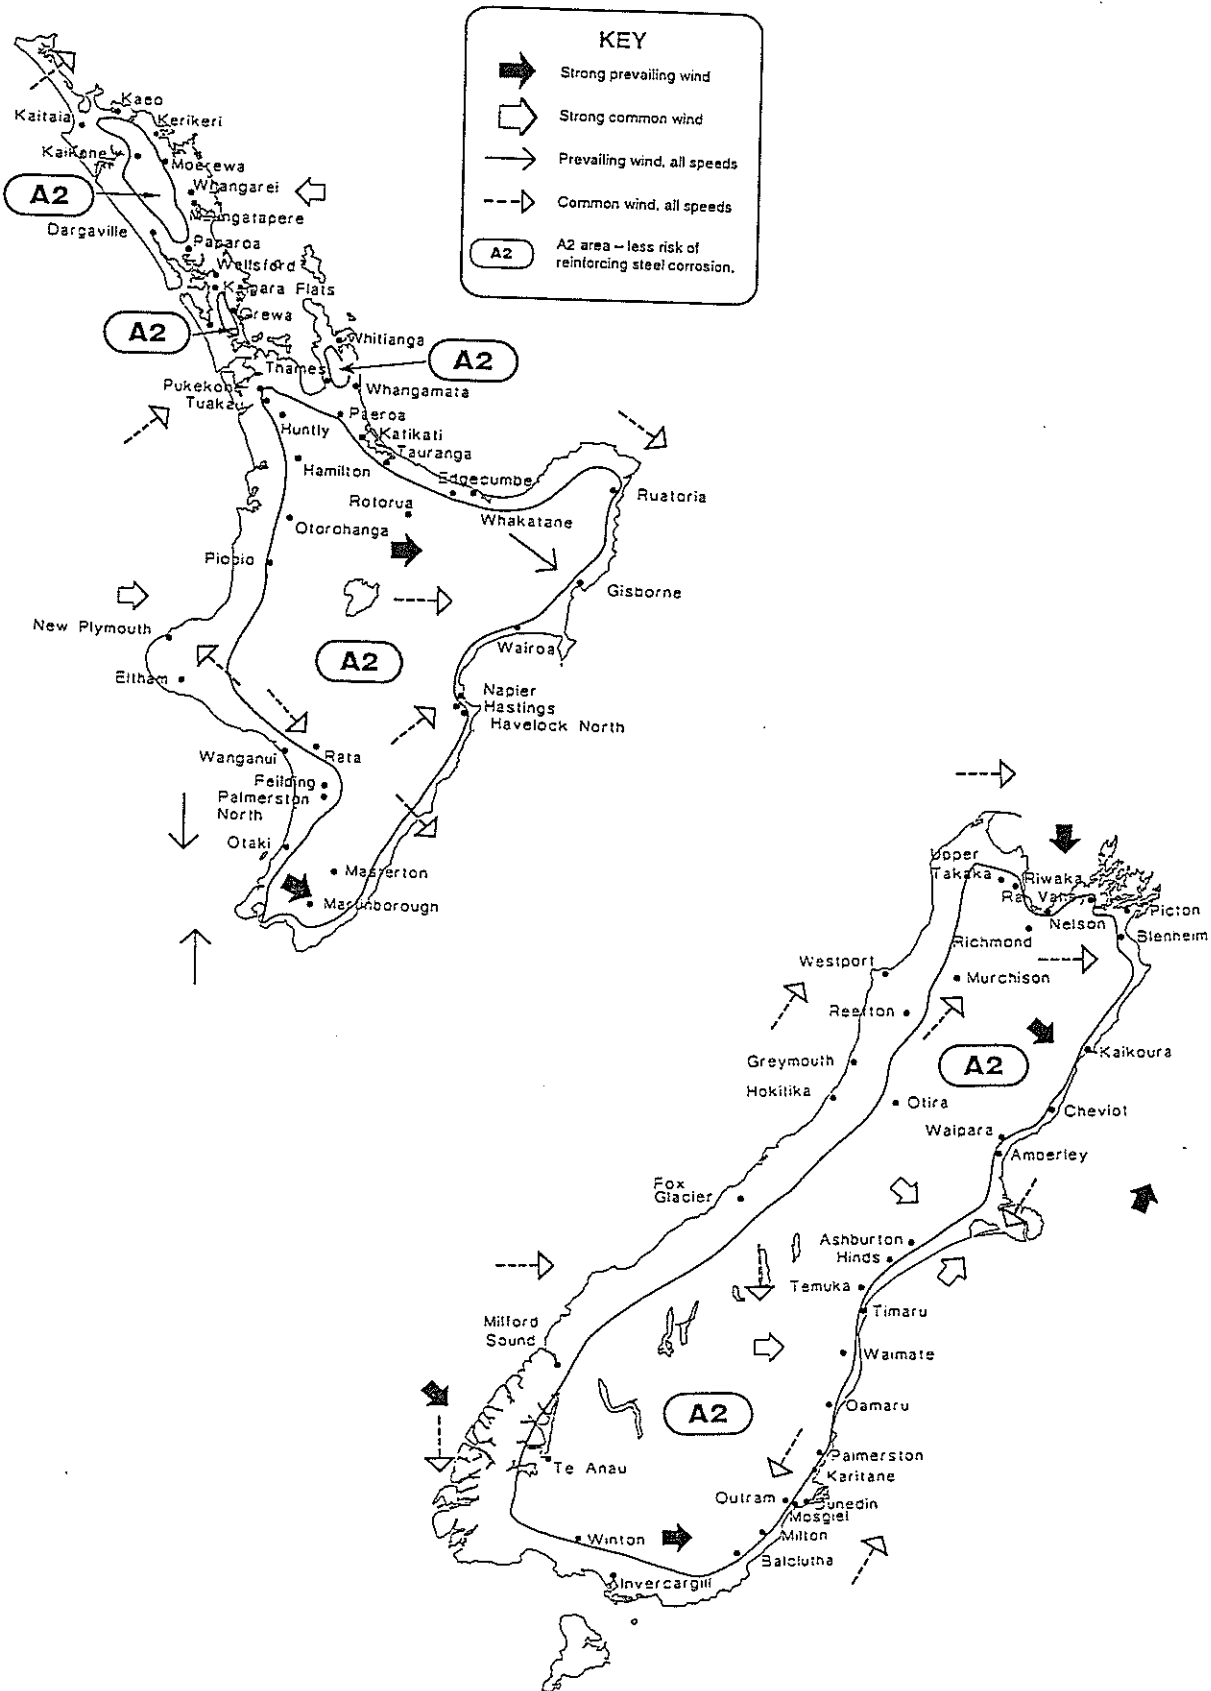 KEY
Strong prevailing wind
Strong common wind
Prevailing wind, all speeds
Common wind, all speeds
A2
A2 area – less risk of
reinforcing steel corrosion.
Kaeo
Kaitaia
Kerikeri
Kaikohe
Moerewa
A2
Whangarei
Maungatapere
Dargaville
Paparoa
Wellsford
Kaipara Flats
Orewa
A2
Whitianga
A2
Thames
Pukekohe
Whangamata
Tuakau
Paeroa
Huntly
Katikati
Tauranga
Hamilton
Edgecumbe
Ruatoria
Rotorua
Whakatane
Otorohanga
Piopio
Gisborne
New Plymouth
Wairoa
A2
Eltham
Napier
Hastings
Havelock North
Wanganui
Rata
Feilding
Palmerston
North
Otaki
Masterton
Martinborough
Upper
Takaka
Riwaka
Rai Valley
Picton
Nelson
Blenheim
Richmond
Westport
Murchison
Reefton
Kaikoura
Greymouth
A2
Hokitika
Otira
Cheviot
Waipara
Amberley
Fox
Glacier
Ashburton
Hinds
Temuka
Timaru
Milford
Sound
Waimate
Oamaru
A2
Palmerston
Te Anau
Karitane
Outram
Dunedin
Mosgiel
Winton
Milton
Balclutha
Invercargill